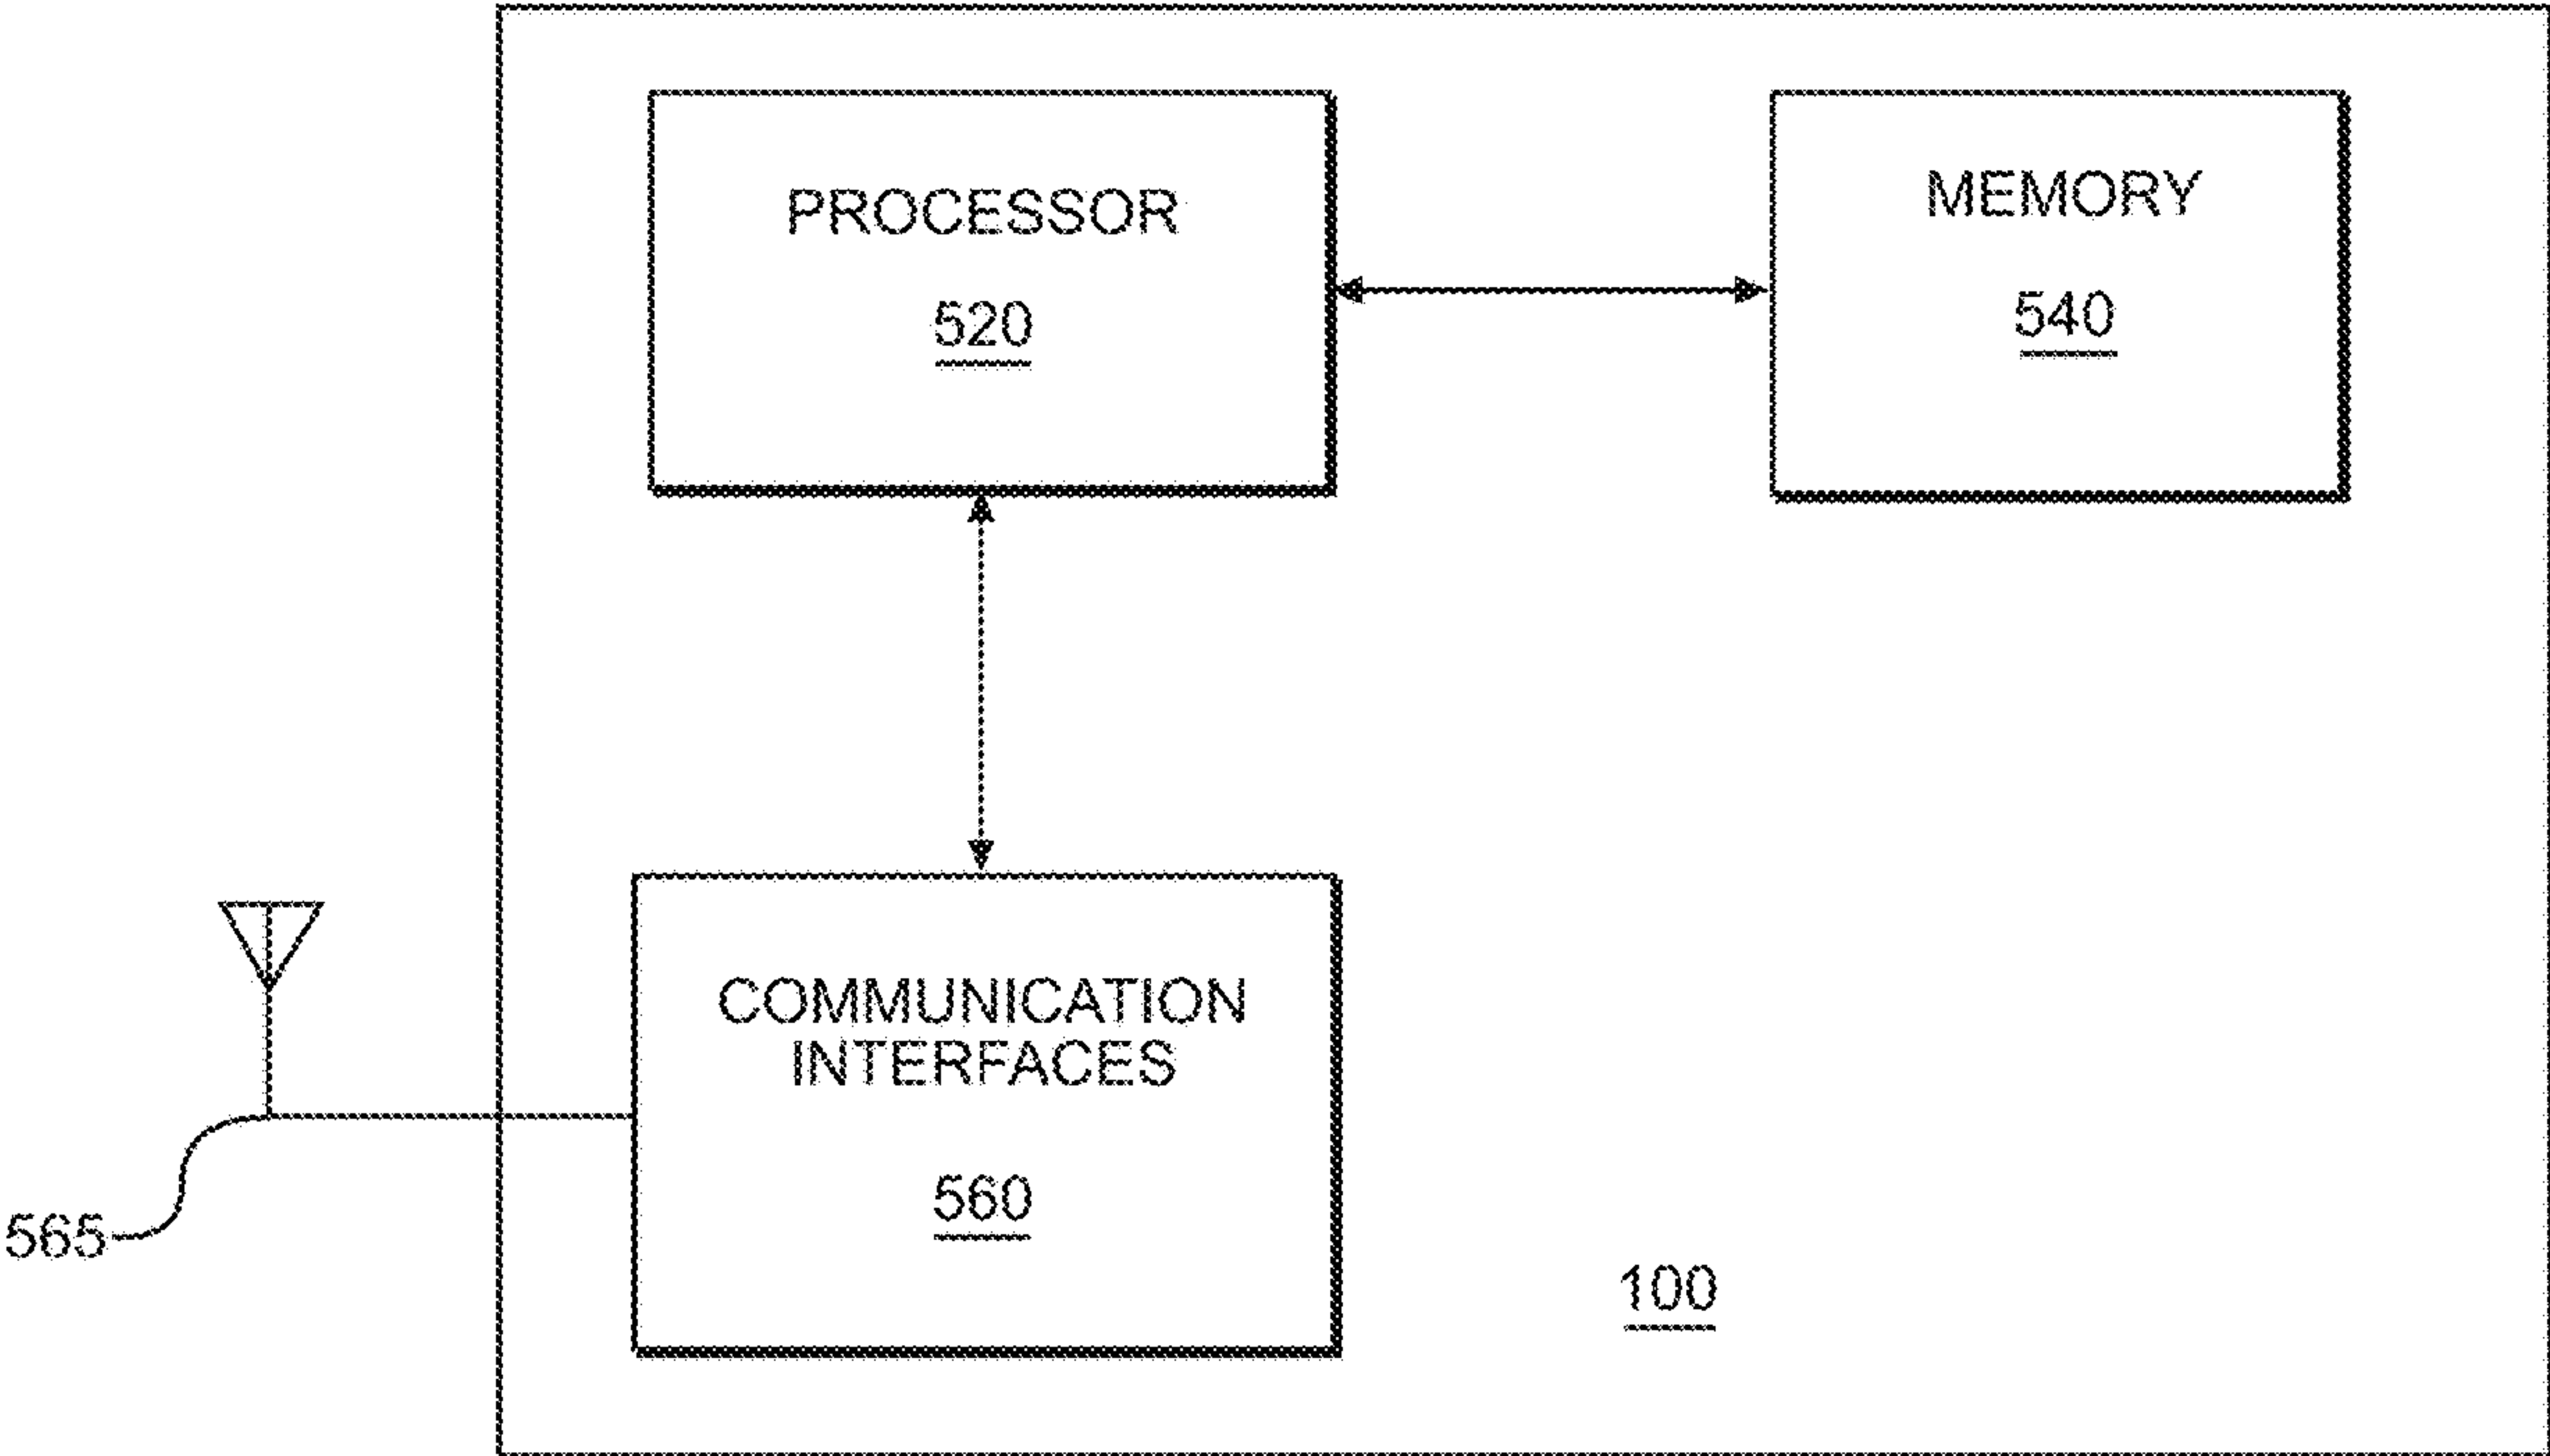 PROCESSOR
520
MEMORY
540
COMMUNICATION
INTERFACES
560
565
100